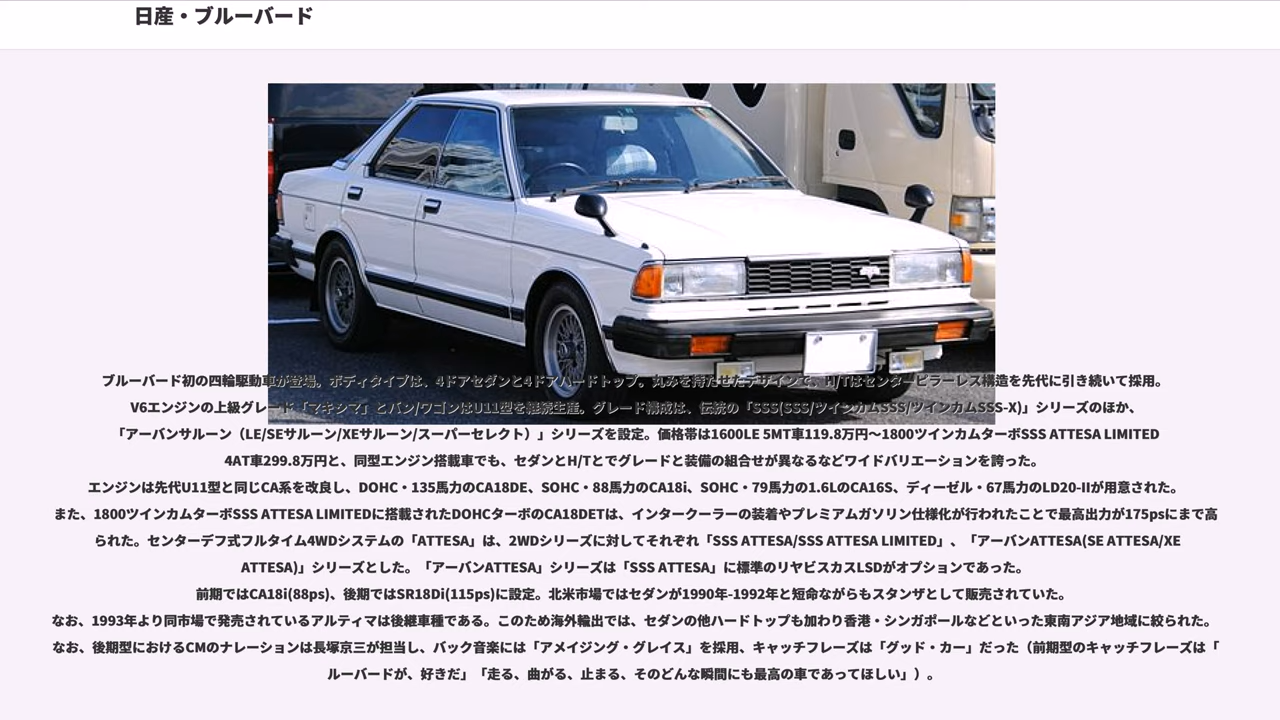 日産・ブルーバード
ブルーバード初の四輪駆動車が登場。ボディタイプは、4ドアセダンと4ドアハードトップ。丸みを持たせたデザインで、H/Tはセンターピラーレス構造を先代に引き続いて採用。
V6エンジンの上級グレード「マキシマ」とバン/ワゴンはU11型を継続生産。グレード構成は、伝統の「SSS(SSS/ツインカムSSS/ツインカムSSS-X)」シリーズのほか、
「アーバンサルーン（LE/SEサルーン/XEサルーン/スーパーセレクト）」シリーズを設定。価格帯は1600LE 5MT車119.8万円〜1800ツインカムターボSSS ATTESA LIMITED
4AT車299.8万円と、同型エンジン搭載車でも、セダンとH/Tとでグレードと装備の組合せが異なるなどワイドバリエーションを誇った。
エンジンは先代U11型と同じCA系を改良し、DOHC・135馬力のCA18DE、SOHC・88馬力のCA18i、SOHC・79馬力の1.6LのCA16S、ディーゼル・67馬力のLD20-IIが用意された。
また、1800ツインカムターボSSS ATTESA LIMITEDに搭載されたDOHCターボのCA18DETは、インタークーラーの装着やプレミアムガソリン仕様化が行われたことで最高出力が175psにまで高
られた。センターデフ式フルタイム4WDシステムの「ATTESA」は、2WDシリーズに対してそれぞれ「SSS ATTESA/SSS ATTESA LIMITED」、「アーバンATTESA(SE ATTESA/XE
ATTESA)」シリーズとした。「アーバンATTESA」シリーズは「SSS ATTESA」に標準のリヤビスカスLSDがオプションであった。
前期ではCA18i(88ps)、後期ではSR18Di(115ps)に設定。北米市場ではセダンが1990年-1992年と短命ながらもスタンザとして販売されていた。
なお、1993年より同市場で発売されているアルティマは後継車種である。このため海外輸出では、セダンの他ハードトップも加わり香港・シンガポールなどといった東南アジア地域に絞られた。
なお、後期型におけるCMのナレーションは長塚京三が担当し、バック音楽には「アメイジング・グレイス」を採用、キャッチフレーズは「グッド・カー」だった（前期型のキャッチフレーズは「
ルーバードが、好きだ」「走る、曲がる、止まる、そのどんな瞬間にも最高の車であってほしい」）。